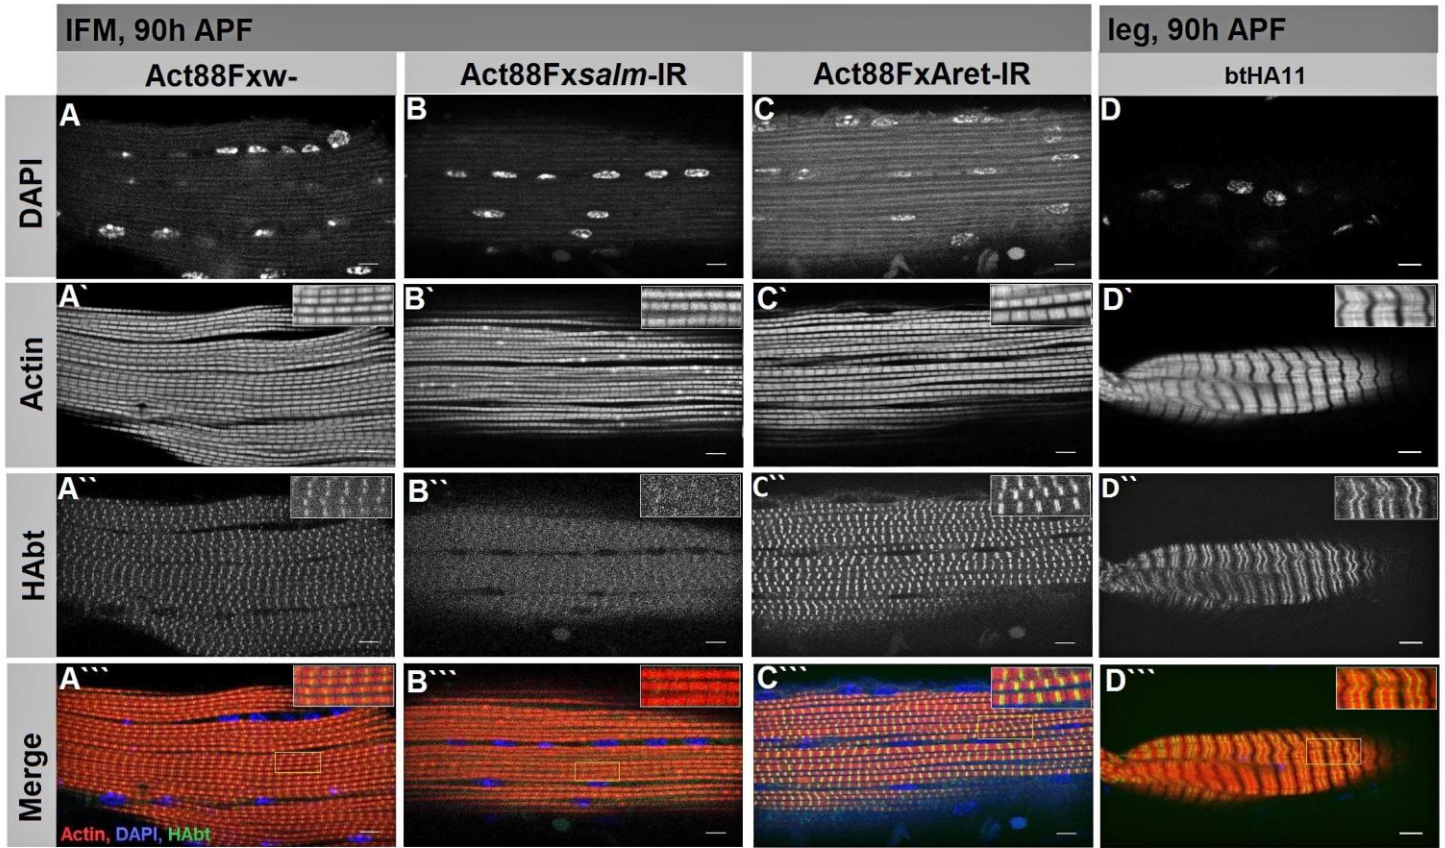 IFM, 90h APF
leg, 90h APF
Act88Fxw-
Act88Fxsalm-IR
Act88FxAret-IR
btHA11
DAPI
A
B
C
D
Actin
A`
B`
C`
D`
HAbt
A``
B``
C``
D``
Merge
A```
B```
C```
D```
Actin, DAPI, HAbt